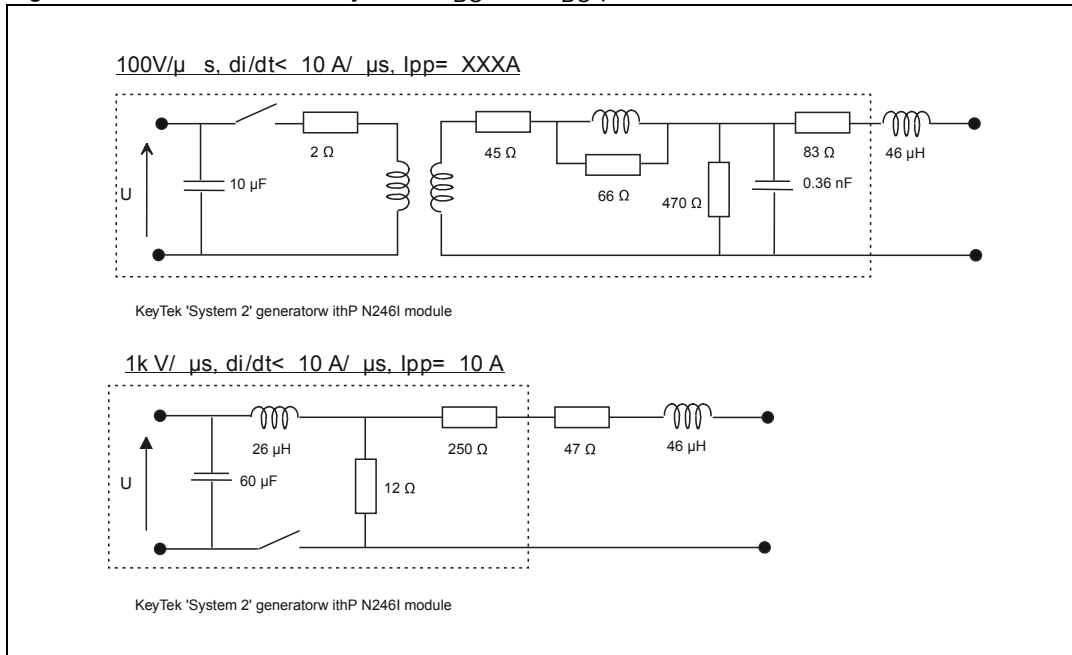 100V/µ s, di/dt< 10 A/ µs, Ipp= XXXA
2 Ω
45 Ω
83 Ω
46 µH
U
10 µF
66 Ω
470 Ω
0.36 nF
KeyTek 'System 2' generatorw ithP N246I module
1k V/ µs, di/dt< 10 A/ µs, Ipp= 10 A
26 µH
250 Ω
47 Ω
46 µH
U
60 µF
12 Ω
KeyTek 'System 2' generatorw ithP N246I module